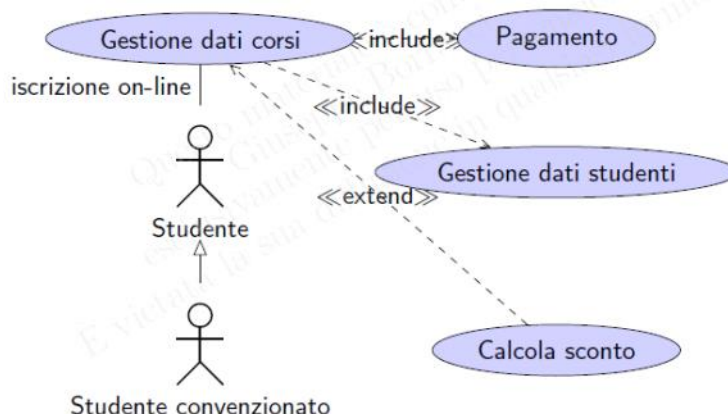 Gestione dati corsi
≪include≫
Pagamento
iscrizione on-line
≪include≫
Gestione dati studenti
≪extend≫
Studente
Calcola sconto
Studente convenzionato